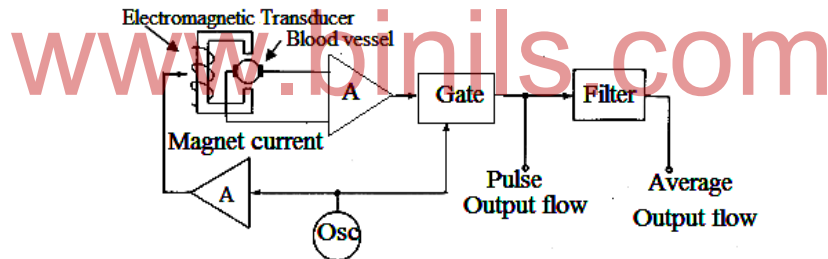 Electromagnetic Transducer
Blood vessel
www.binils.com
A
Gate
Filter
Magnet current
A
Osc
Pulse
Output flow
Average
Output flow